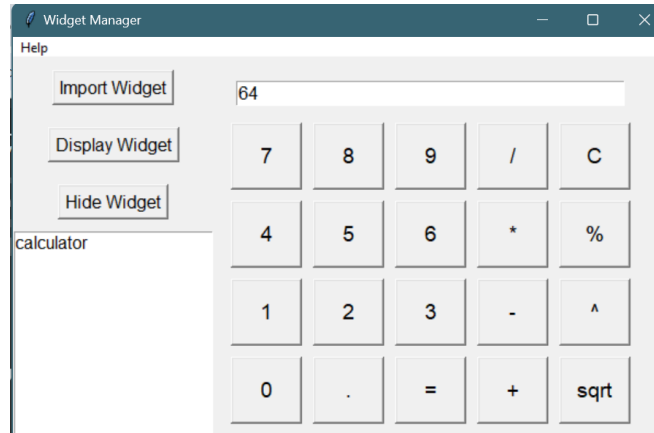 Widget Manager
Help
Import Widget
Display Widget
Hide Widget
calculator
64
7 8 9 / C
4 5 6 * %
1 2 3 - ^
0 . = + sqrt